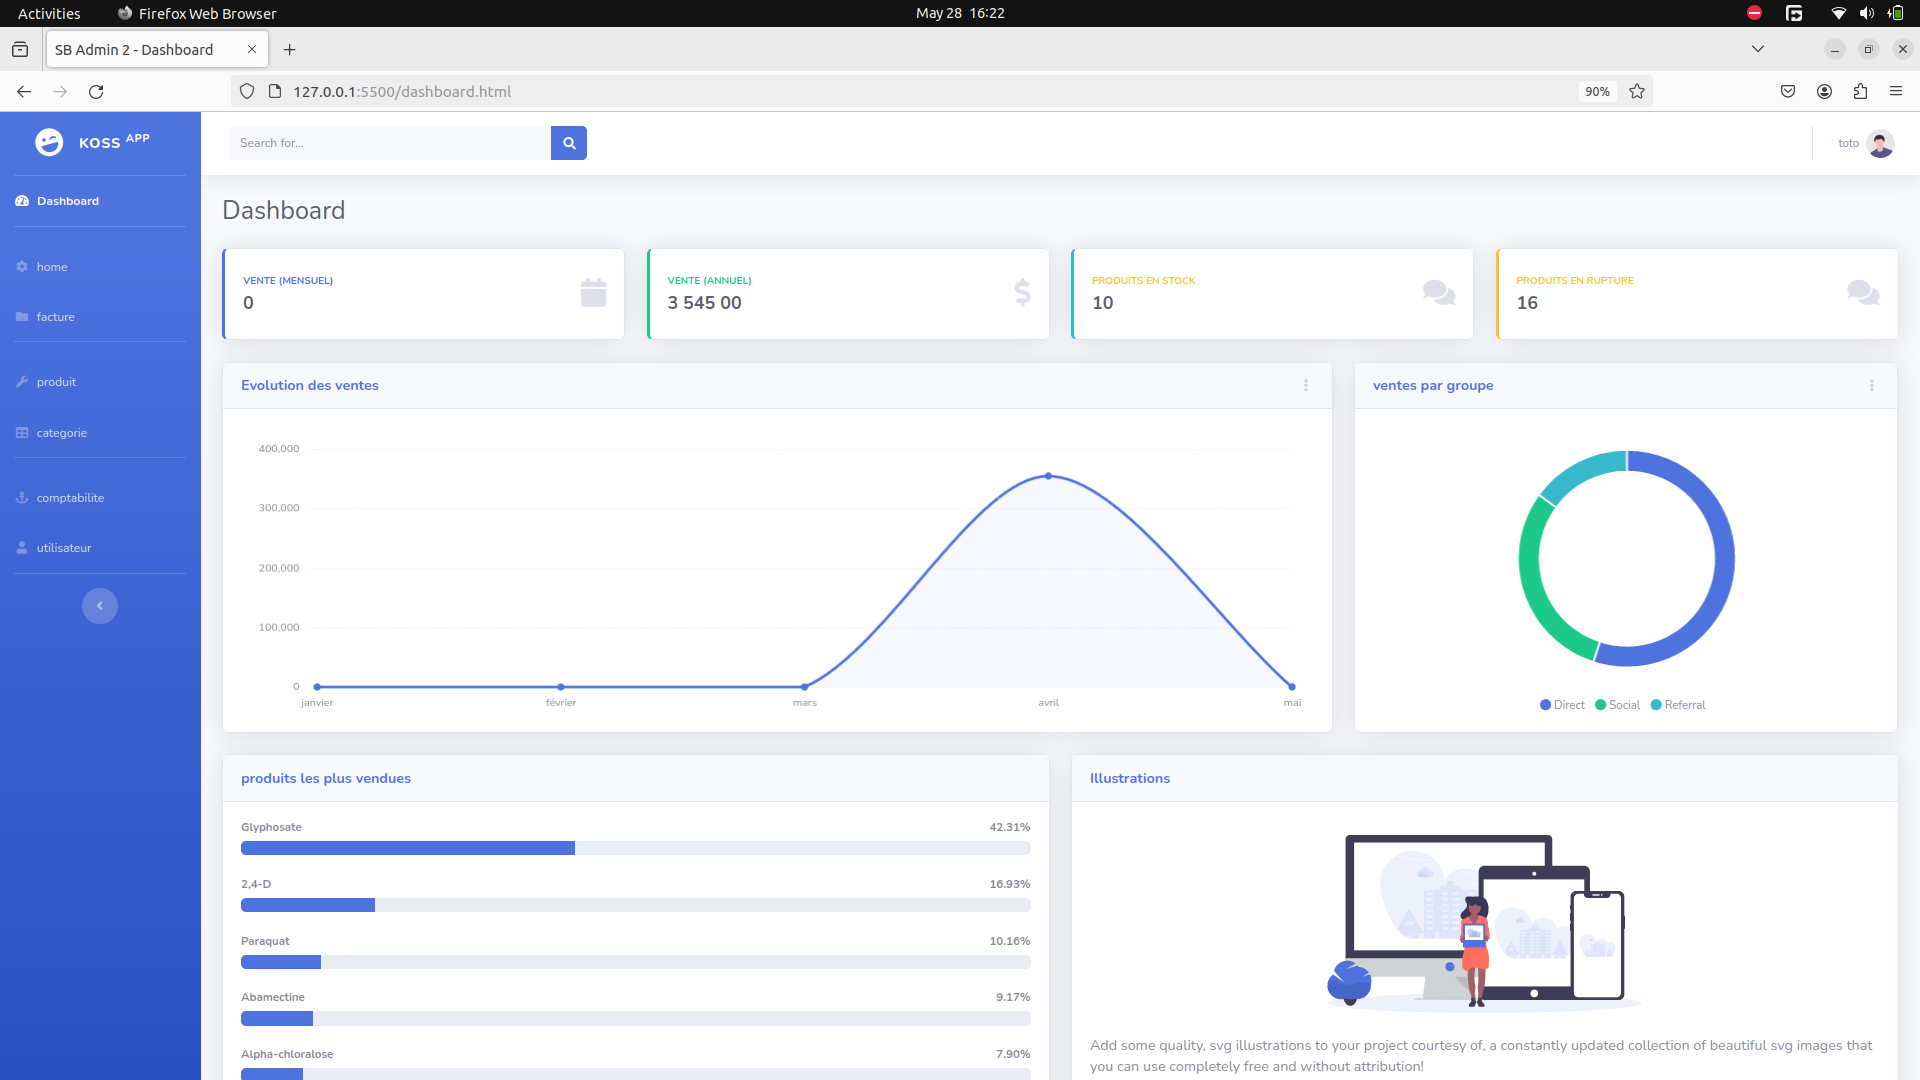 Activities
Firefox Web Browser
May 28 16:22
SB Admin 2 - Dashboard
127.0.0.1:5500/dashboard.html
90%
KOSS APP
Search for...
toto
Dashboard
home
facture
produit
categorie
comptabilite
utilisateur
Dashboard
VENTE (MENSUEL)
0
VENTE (ANNUEL)
3 545 00
PRODUITS EN STOCK
10
PRODUITS EN RUPTURE
16
Evolution des ventes
400,000
300,000
200,000
100,000
0
janvier février mars avril mai
ventes par groupe
Direct Social Referral
produits les plus vendues
Glyphosate 42.31%
2,4-D 16.93%
Paraquat 10.16%
Abamectine 9.17%
Alpha-chloralose 7.90%
Illustrations
Add some quality, svg illustrations to your project courtesy of, a constantly updated collection of beautiful svg images that
you can use completely free and without attribution!